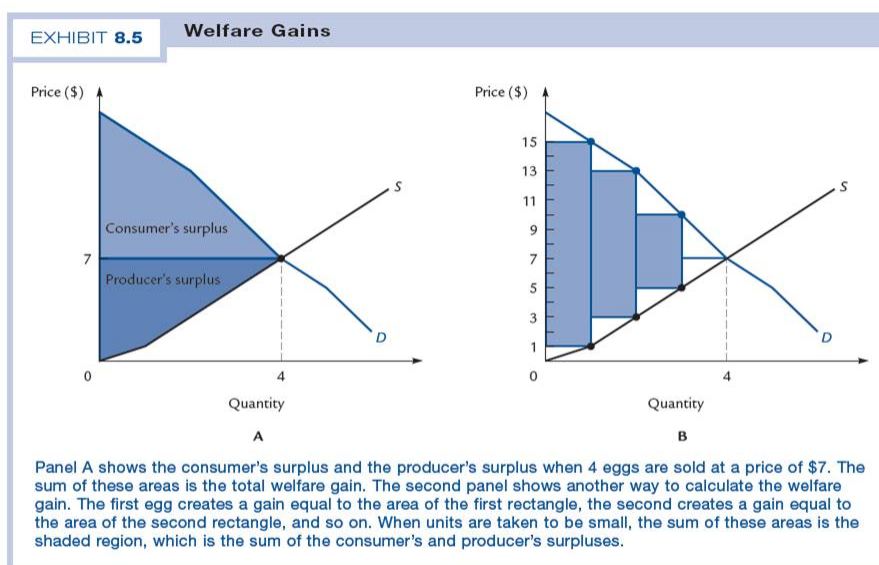 EXHIBIT 8.5
Welfare Gains
Price ($)
7
0
Consumer's surplus
Producer's surplus
S
D
4
Quantity
A
Price ($)
15
13
11
9
7
5
3
1
0
S
D
4
Quantity
B
Panel A shows the consumer's surplus and the producer's surplus when 4 eggs are sold at a price of $7. The
sum of these areas is the total welfare gain. The second panel shows another way to calculate the welfare
gain. The first egg creates a gain equal to the area of the first rectangle, the second creates a gain equal to
the area of the second rectangle, and so on. When units are taken to be small, the sum of these areas is the
shaded region, which is the sum of the consumer's and producer's surpluses.